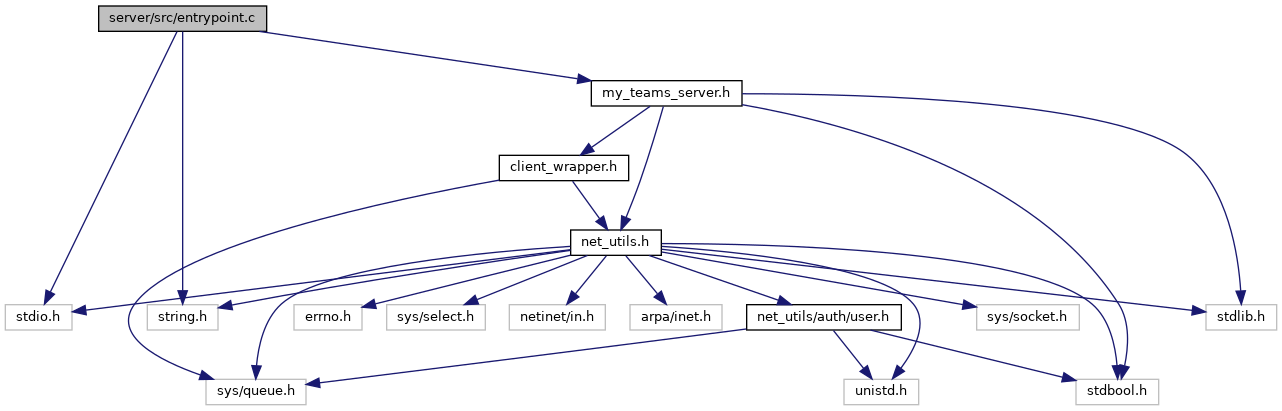 server/src/entrypoint.c
my_teams_server.h
client_wrapper.h
net_utils.h
stdio.h
string.h
errno.h
sys/select.h
netinet/in.h
arpa/inet.h
net_utils/auth/user.h
sys/socket.h
stdlib.h
sys/queue.h
unistd.h
stdbool.h